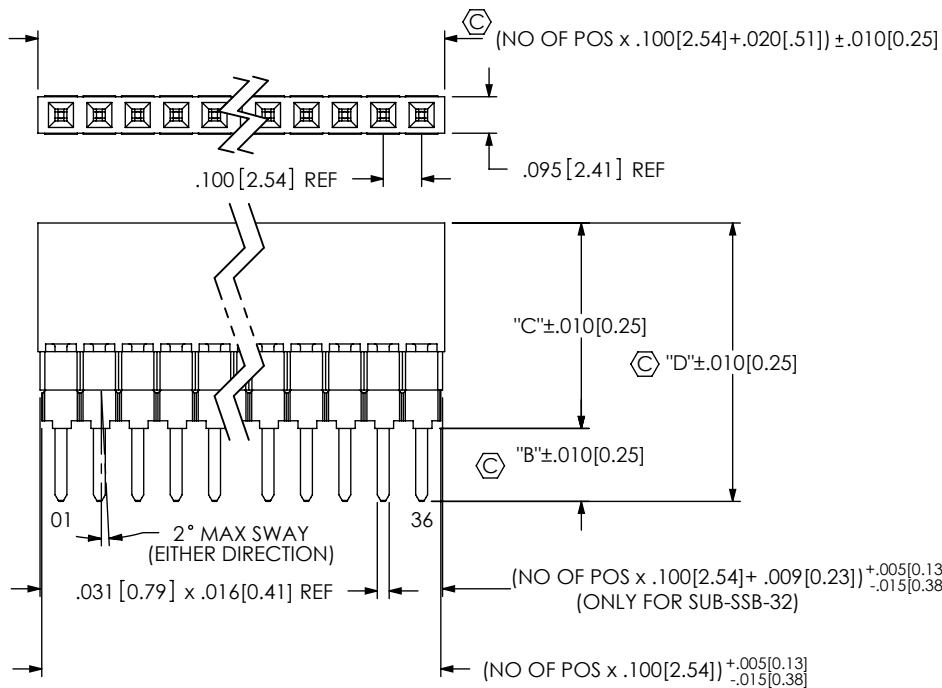 C
(NO OF POS x .100[2.54]+.020[.51]) ±.010[0.25]
.100[2.54] REF
.095[2.41] REF
"C"±.010[0.25]
C "D"±.010[0.25]
C "B"±.010[0.25]
01
36
2° MAX SWAY
(EITHER DIRECTION)
.031[0.79] x .016[0.41] REF
(NO OF POS x .100[2.54]+ .009[0.23]) +.005[0.13
-.015[0.38
(ONLY FOR SUB-SSB-32)
(NO OF POS x .100[2.54]) +.005[0.13]
-.015[0.38]